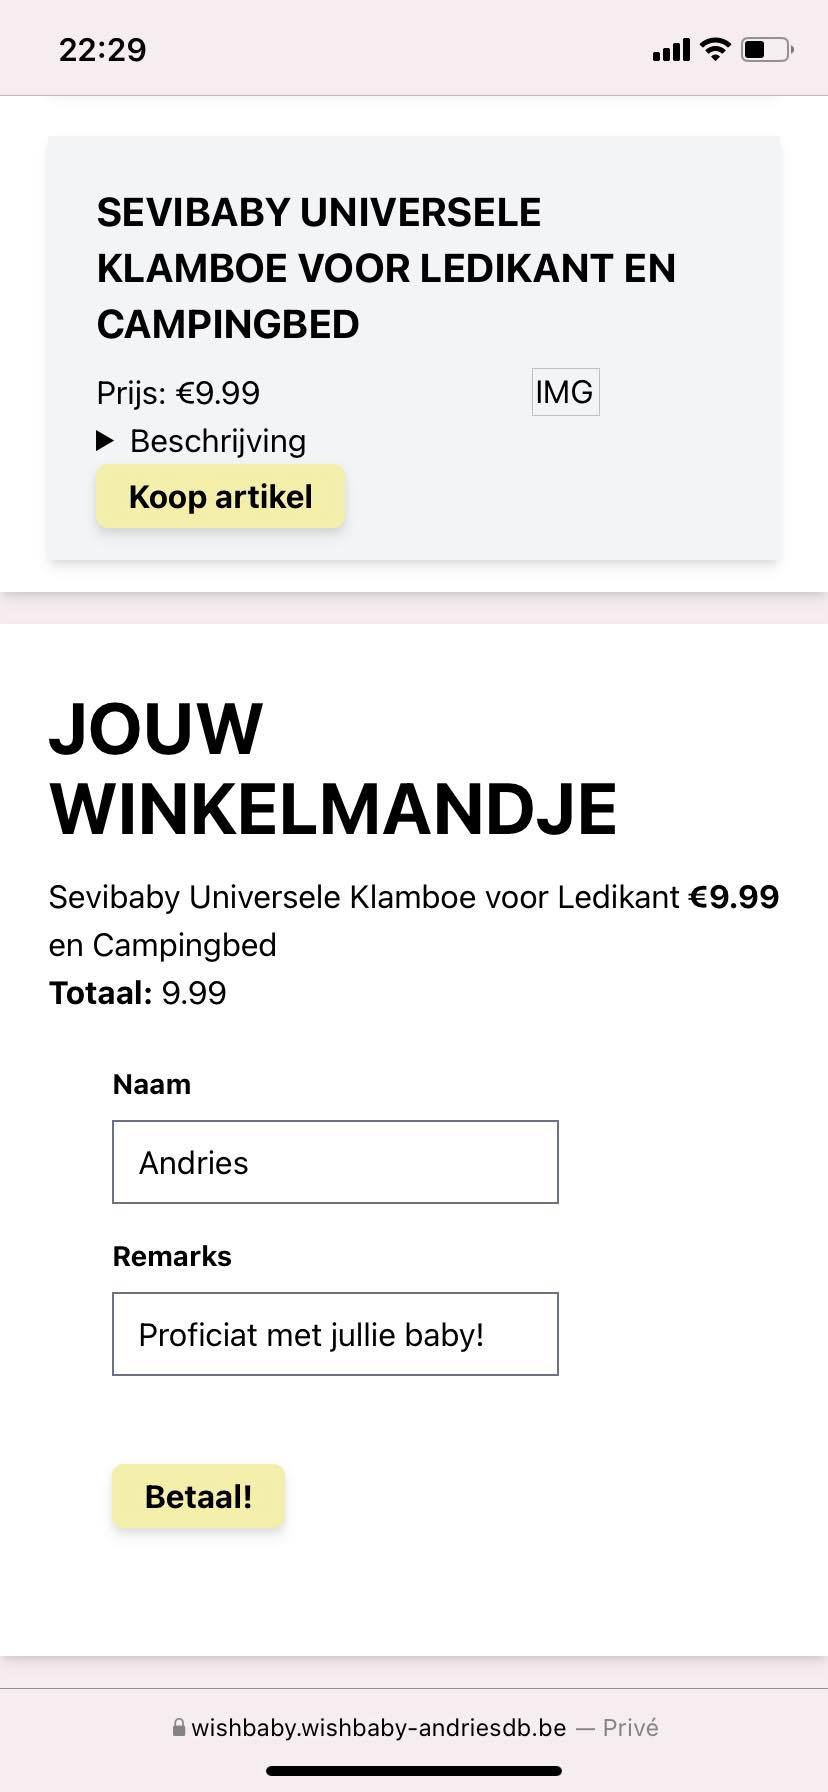 22:29
SEVIBABY UNIVERSELE
KLAMBOE VOOR LEDIKANT EN
CAMPINGBED
Prijs: €9.99
IMG
Beschrijving
Koop artikel
JOUW
WINKELMANDJE
Sevibaby Universele Klamboe voor Ledikant €9.99
en Campingbed
Totaal: 9.99
Naam
Andries
Remarks
Proficiat met jullie baby!
Betaal!
wishbaby.wishbaby-andriesdb.be — Privé